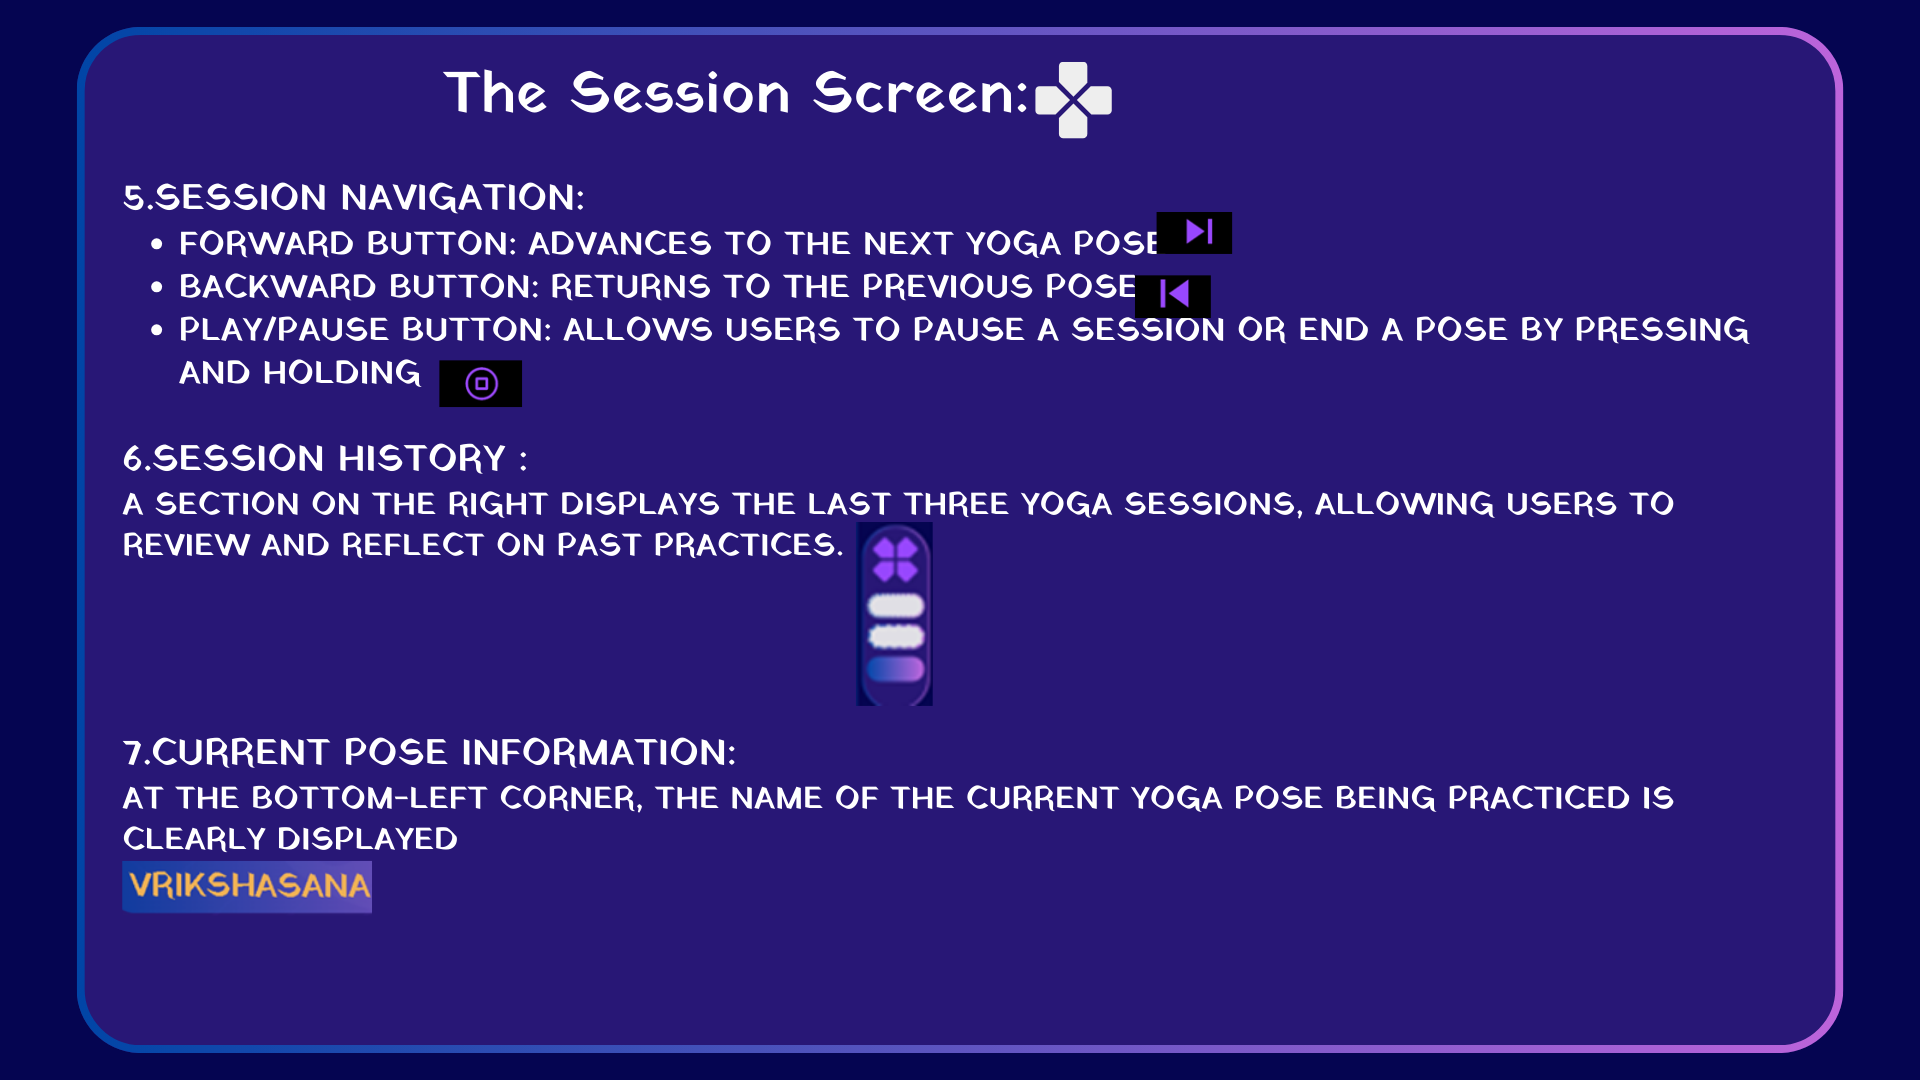 The Session Screen:
5.SESSION NAVIGATION:
• FORWARD BUTTON: ADVANCES TO THE NEXT YOGA POSE
• BACKWARD BUTTON: RETURNS TO THE PREVIOUS POSE
• PLAY/PAUSE BUTTON: ALLOWS USERS TO PAUSE A SESSION OR END A POSE BY PRESSING
AND HOLDING
6.SESSION HISTORY :
A SECTION ON THE RIGHT DISPLAYS THE LAST THREE YOGA SESSIONS, ALLOWING USERS TO
REVIEW AND REFLECT ON PAST PRACTICES.
7.CURRENT POSE INFORMATION:
AT THE BOTTOM-LEFT CORNER, THE NAME OF THE CURRENT YOGA POSE BEING PRACTICED IS
CLEARLY DISPLAYED
VRIKSHASANA